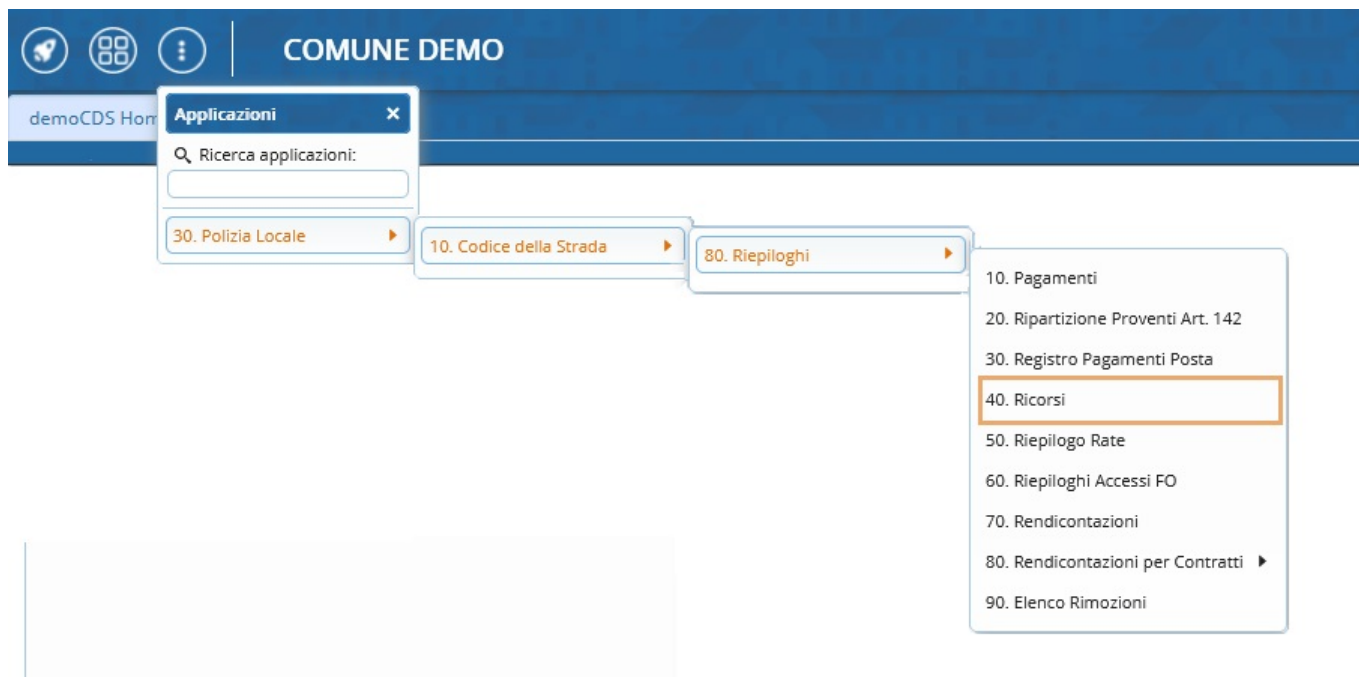 COMUNE DEMO
demoCDS Hom
Applicazioni
Ricerca applicazioni:
30. Polizia Locale
10. Codice della Strada
80. Riepiloghi
10. Pagamenti
20. Ripartizione Proventi Art. 142
30. Registro Pagamenti Posta
40. Ricorsi
50. Riepilogo Rate
60. Riepiloghi Accessi FO
70. Rendicontazioni
80. Rendicontazioni per Contratti
90. Elenco Rimozioni